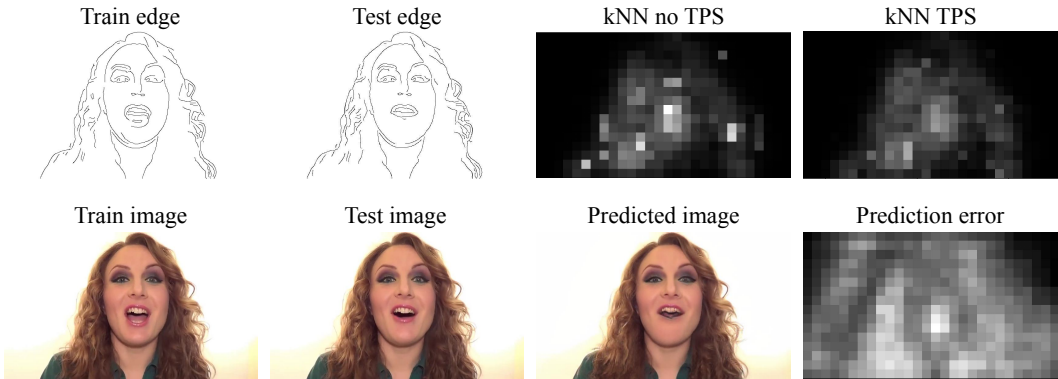 Train edge
Test edge
kNN no TPS
kNN TPS
Train image
Test image
Predicted image
Prediction error